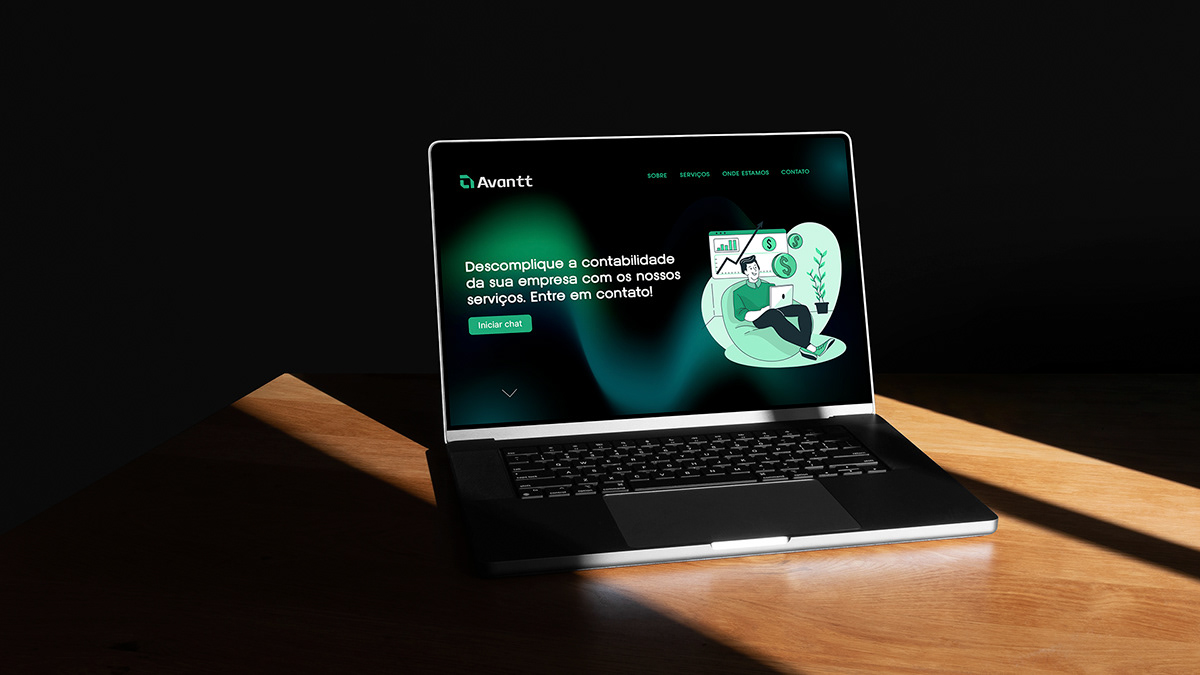 Avantt
SOBRE SERVIÇOS ONDE ESTAMOS CONTATO
Descomplique a contabilidade
da sua empresa com os nossos
serviços. Entre em contato!
Iniciar chat